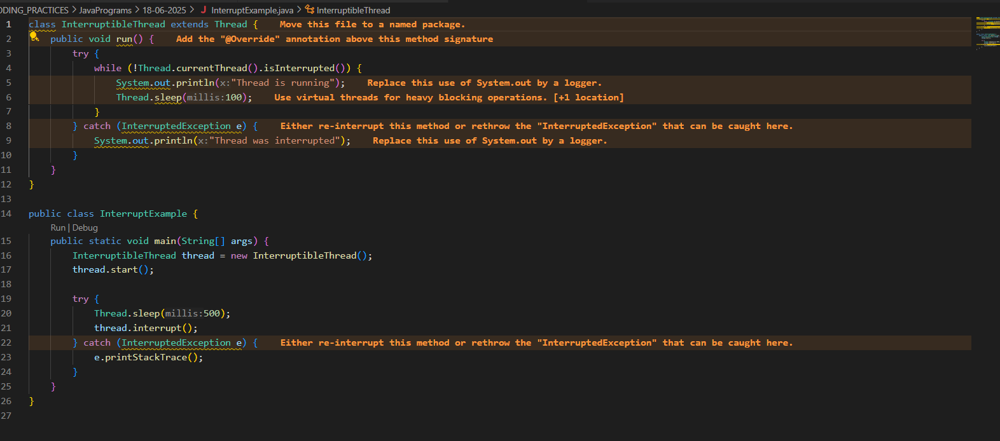 DDING_PRACTICES > JavaPrograms > 18-06-2025 > J InterruptExample.java > InterruptibleThread
1 class InterruptibleThread extends Thread { Move this file to a named package.
2 public void run() { Add the "@Override" annotation above this method signature
3 try {
4 while (!Thread.currentThread().isInterrupted()) {
5 System.out.println(x:"Thread is running"); Replace this use of System.out by a logger.
6 Thread.sleep(millis:100); Use virtual threads for heavy blocking operations. [+1 location]
7 }
8 } catch (InterruptedException e) { Either re-interrupt this method or rethrow the "InterruptedException" that can be caught here.
9 System.out.println(x:"Thread was interrupted"); Replace this use of System.out by a logger.
10 }
11 }
12 }
13
14 public class InterruptExample {
Run | Debug
15 public static void main(String[] args) {
16 InterruptibleThread thread = new InterruptibleThread();
17 thread.start();
18
19 try {
20 Thread.sleep(millis:500);
21 thread.interrupt();
22 } catch (InterruptedException e) { Either re-interrupt this method or rethrow the "InterruptedException" that can be caught here.
23 e.printStackTrace();
24 }
25 }
26 }
27